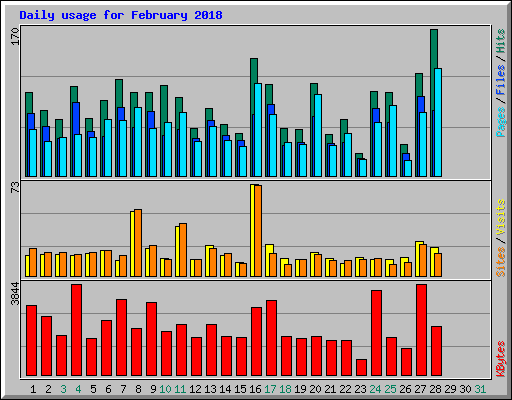 Daily usage for February 2018
170
73
3844
Pages / Files / Hits
Sites / Visits
KBytes
1 2 3 4 5 6 7 8 9 10 11 12 13 14 15 16 17 18 19 20 21 22 23 24 25 26 27 28 29 30 31